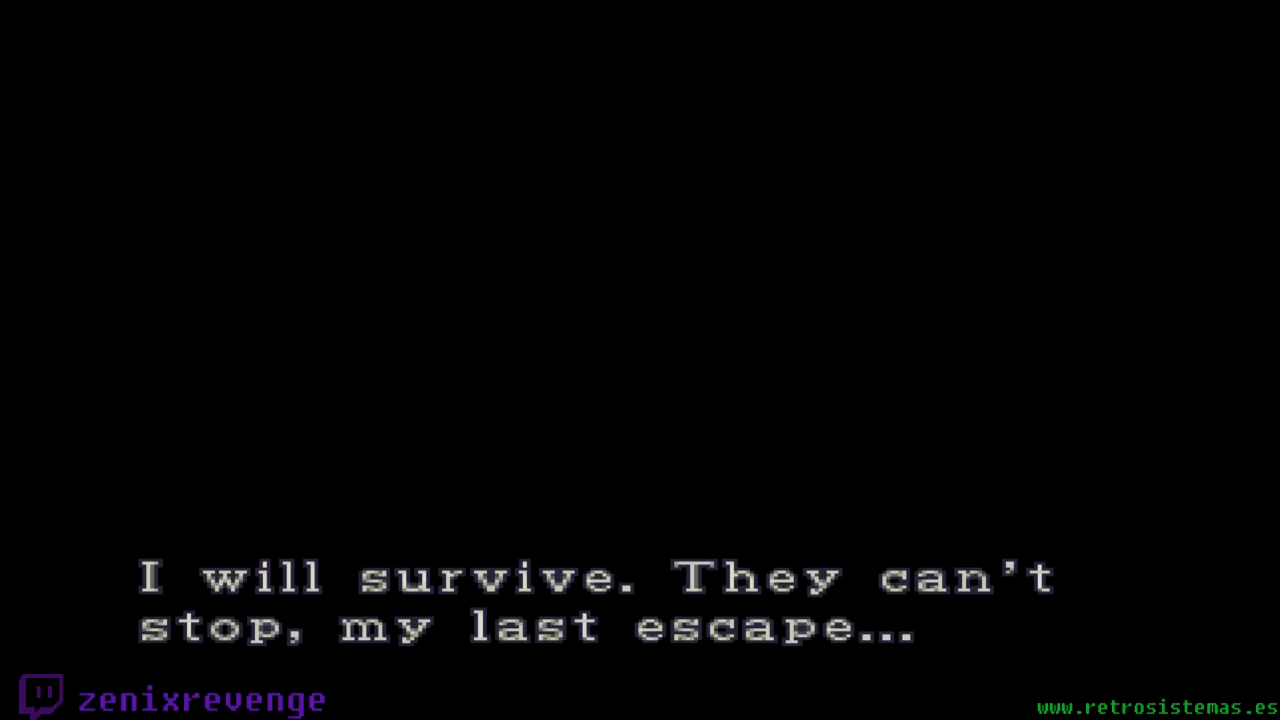 I will survive. They can't
stop, my last escape...
zenixrevenge
www.retrosistemas.es